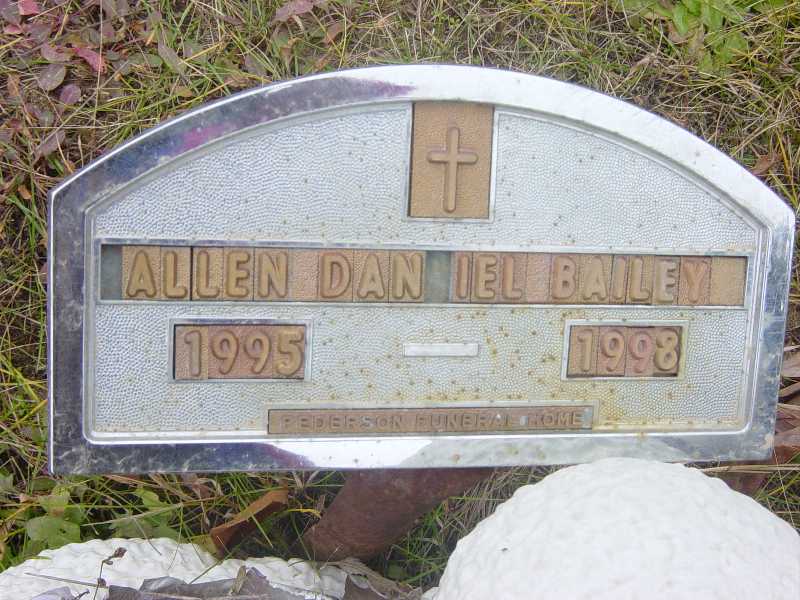 ALLEN DANIEL BAILEY
1995 1998
PEDERSON FUNERAL HOME